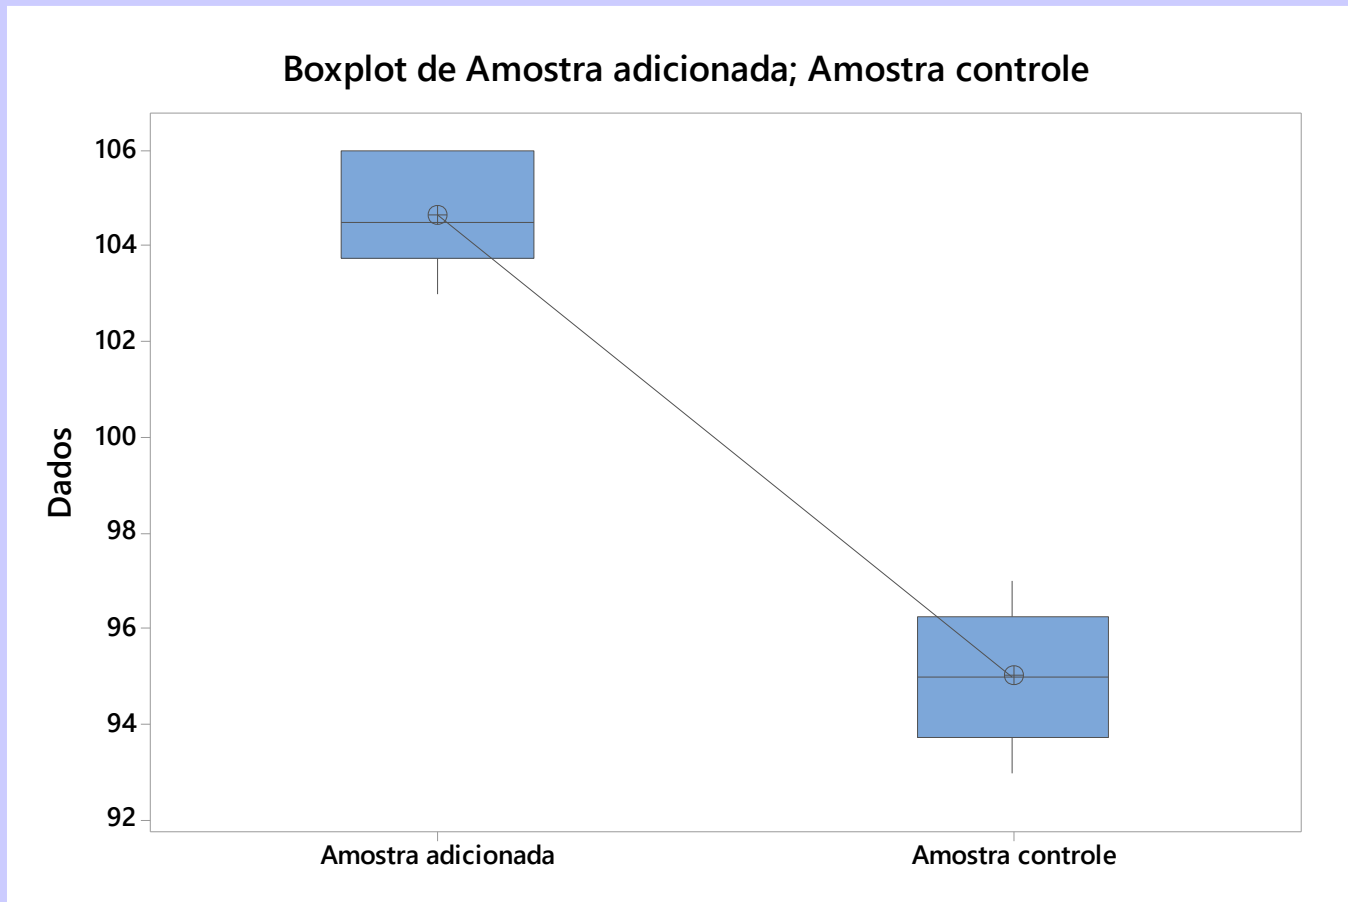 Boxplot de Amostra adicionada; Amostra controle
106
104
102
100
98
96
94
92
Dados
Amostra adicionada
Amostra controle